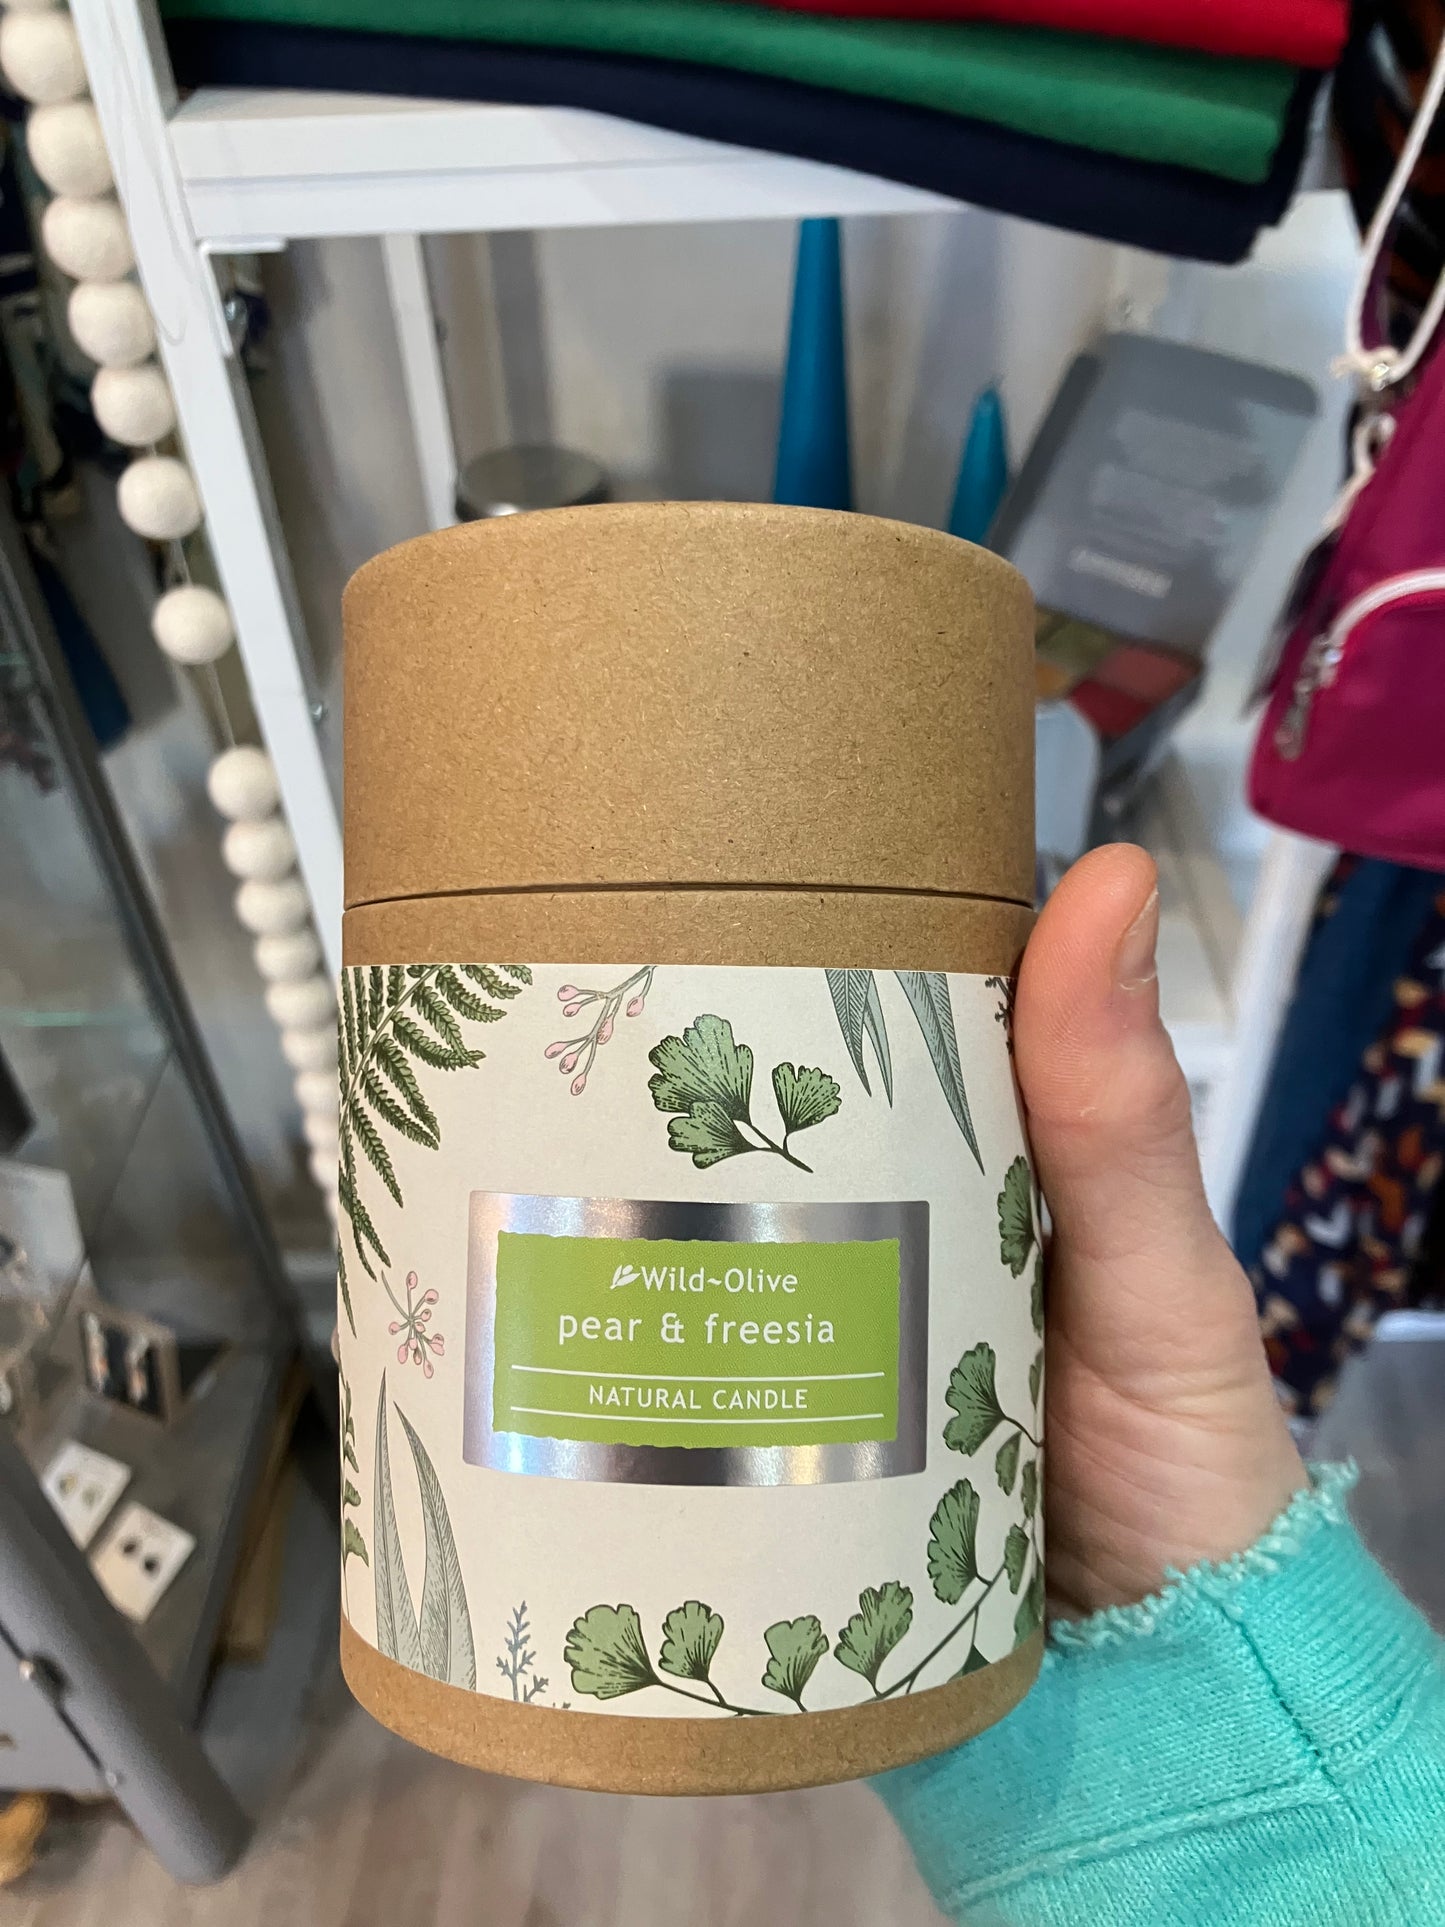 Wild~Olive
pear & freesia
NATURAL CANDLE